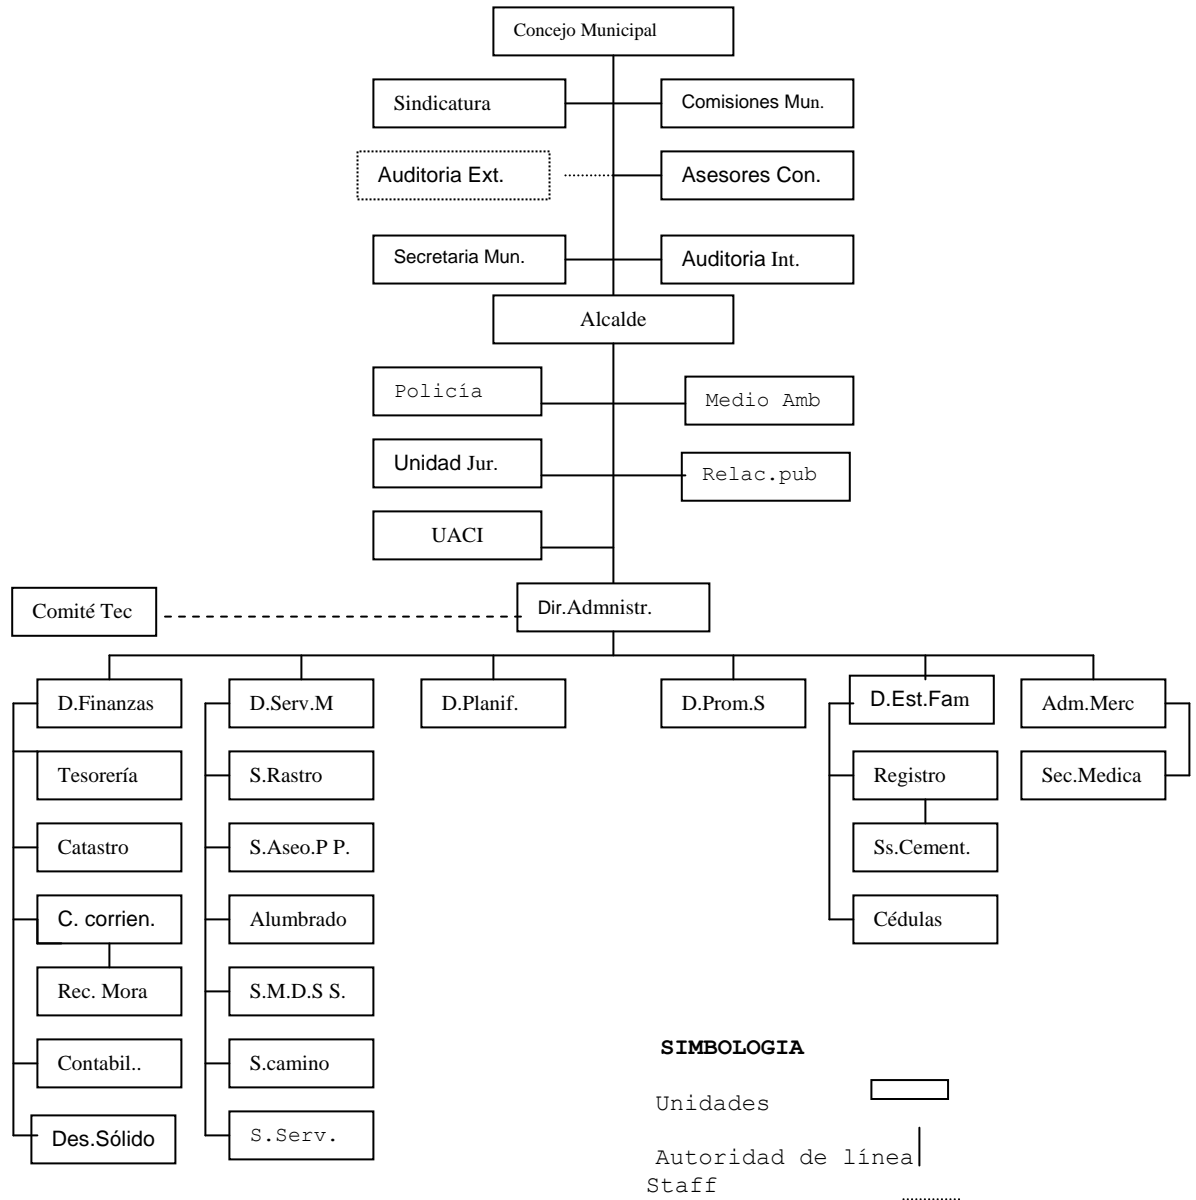 Concejo Municipal
Sindicatura
Comisiones Mun.
Auditoria Ext.
Asesores Con.
Secretaria Mun.
Auditoria Int.
Alcalde
Policía
Medio Amb
Unidad Jur.
Relac.pub
UACI
Comité Tec
Dir.Admnistr.
D.Finanzas
D.Serv.M
D.Planif.
D.Prom.S
D.Est.Fam
Adm.Merc
Tesorería
S.Rastro
Registro
Sec.Medica
Catastro
S.Aseo.P P.
Ss.Cement.
C. corrien.
Alumbrado
Cédulas
Rec. Mora
S.M.D.S S.
Contabil..
S.camino
Des.Sólido
S.Serv.
SIMBOLOGIA
Unidades
Autoridad de línea
Staff